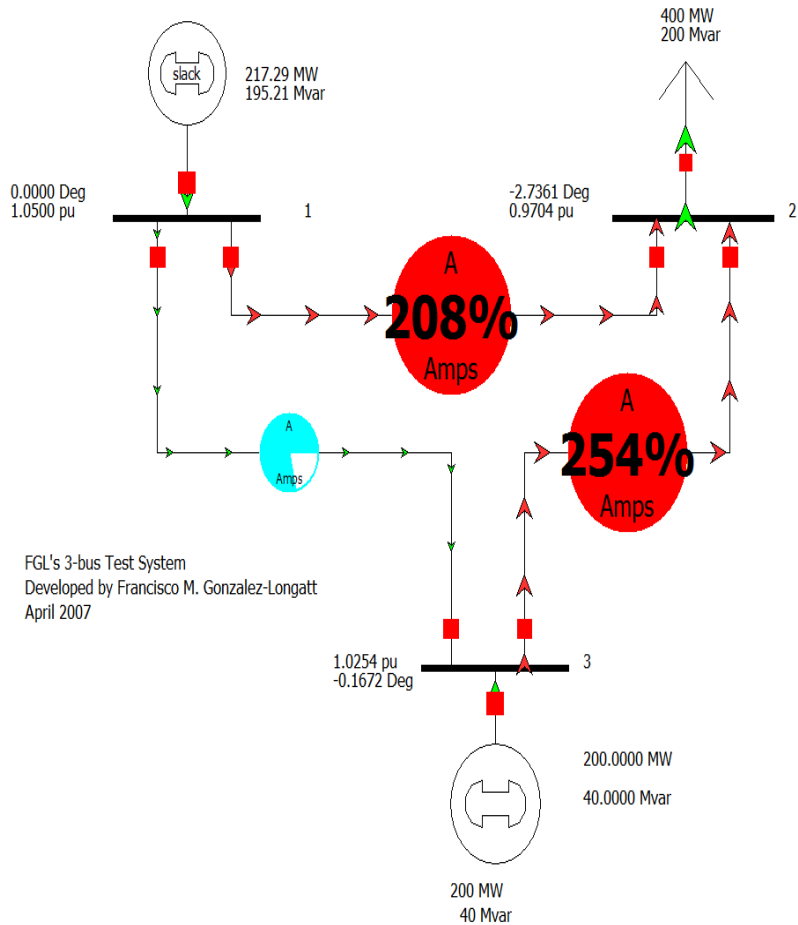 400 MW
200 Mvar
slack
217.29 MW
195.21 Mvar
0.0000 Deg
1.0500 pu
1
-2.7361 Deg
0.9704 pu
2
A
208%
Amps
A
254%
Amps
A
Amps
FGL's 3-bus Test System
Developed by Francisco M. Gonzalez-Longatt
April 2007
1.0254 pu
-0.1672 Deg
3
200.0000 MW
40.0000 Mvar
200 MW
40 Mvar